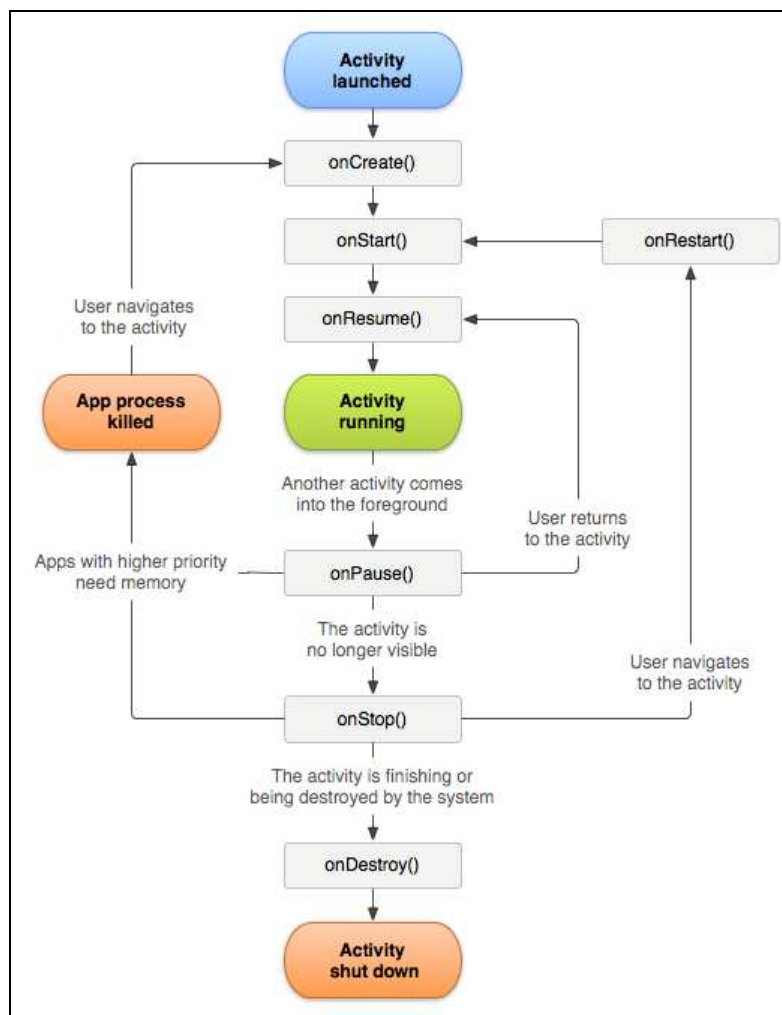 Activity
launched
onCreate()
onStart()
onRestart()
User navigates
to the activity
onResume()
App process
killed
Activity
running
Another activity comes
into the foreground
User returns
to the activity
Apps with higher priority
need memory
onPause()
The activity is
no longer visible
User navigates
to the activity
onStop()
The activity is finishing or
being destroyed by the system
onDestroy()
Activity
shut down